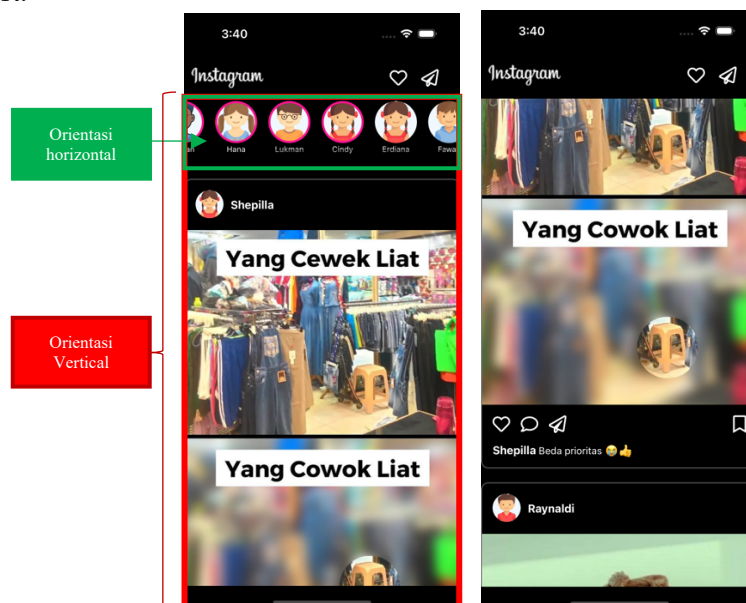 3:40
Instagram
Hana
Lukman
Cindy
Erdiana
Fawa
Orientasi
horizontal
Shepilla
Yang Cewek Liat
Orientasi
Vertical
Yang Cowok Liat
3:40
Instagram
Yang Cowok Liat
Shepilla Beda prioritas 😭👍
Raynaldi